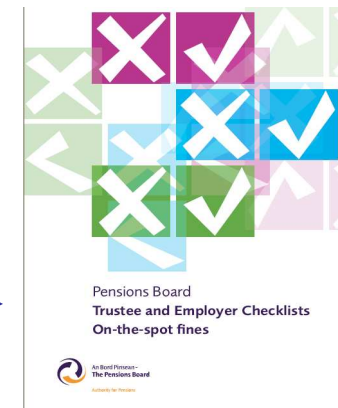 Pensions Board
Trustee and Employer Checklists
On-the-spot fines
An Bord Pinsean –
The Pensions Board
Authority for Pensions